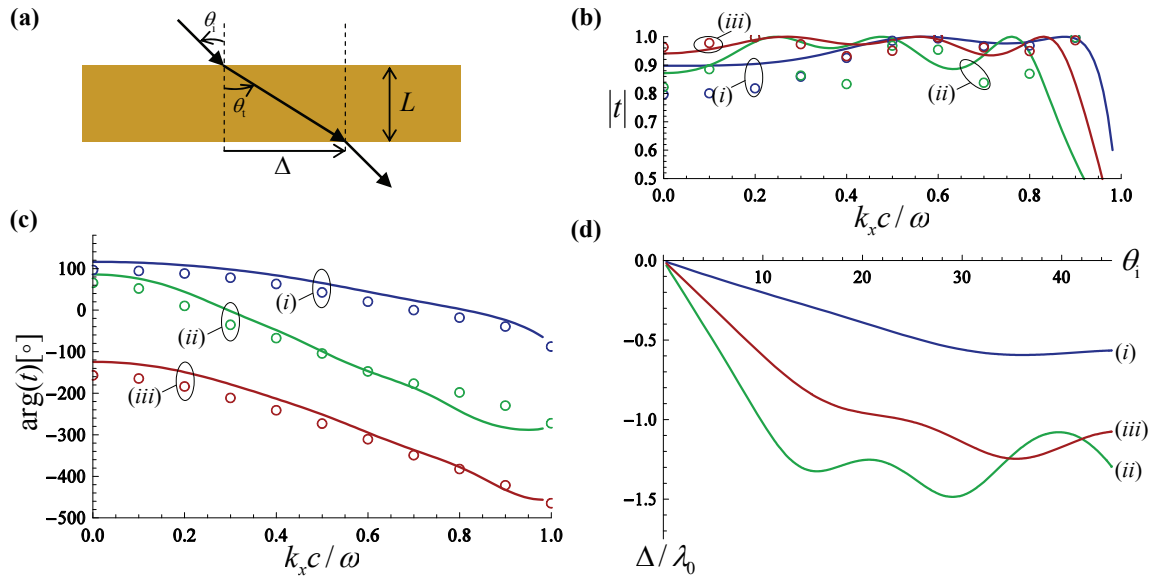 (a)
θi
θt
L
Δ
(b)
1.0
0.9
0.8
0.7
0.6
0.5
|t|
(iii)
(i)
(ii)
0.0 0.2 0.4 0.6 0.8 1.0
kx c / ω
(c)
100
0
-100
-200
-300
-400
-500
arg(t)[∘]
(i)
(ii)
(iii)
0.0 0.2 0.4 0.6 0.8 1.0
kx c / ω
(d)
0.0
-0.5
-1.0
-1.5
10 20 30 40
θi
(i)
(iii)
(ii)
Δ / λ0